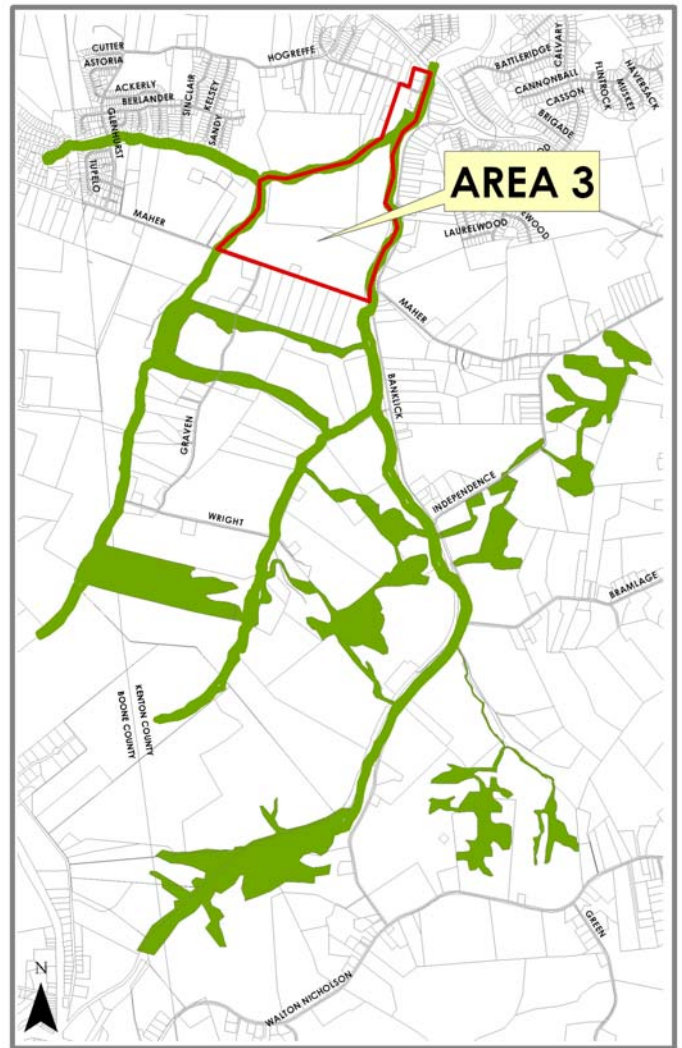 CUTTER
ASTORIA
HOGREFFE
ACKERLY
BERLANDER
SINCLAIR
KELSEY
SANDY
GLENHURST
TUPELO
MAHER
BATTLERIDGE
CALVARY
CANNONBALL
CASSON
BRIGADE
FLINTROCK
MUSKET
HAVERSACK
AREA 3
LAURELWOOD
MAHER
BANKLICK
GRAVEN
WRIGHT
INDEPENDENCE
BRAMLAGE
KENTON COUNTY
BOONE COUNTY
GREEN
WALTON NICHOLSON
N